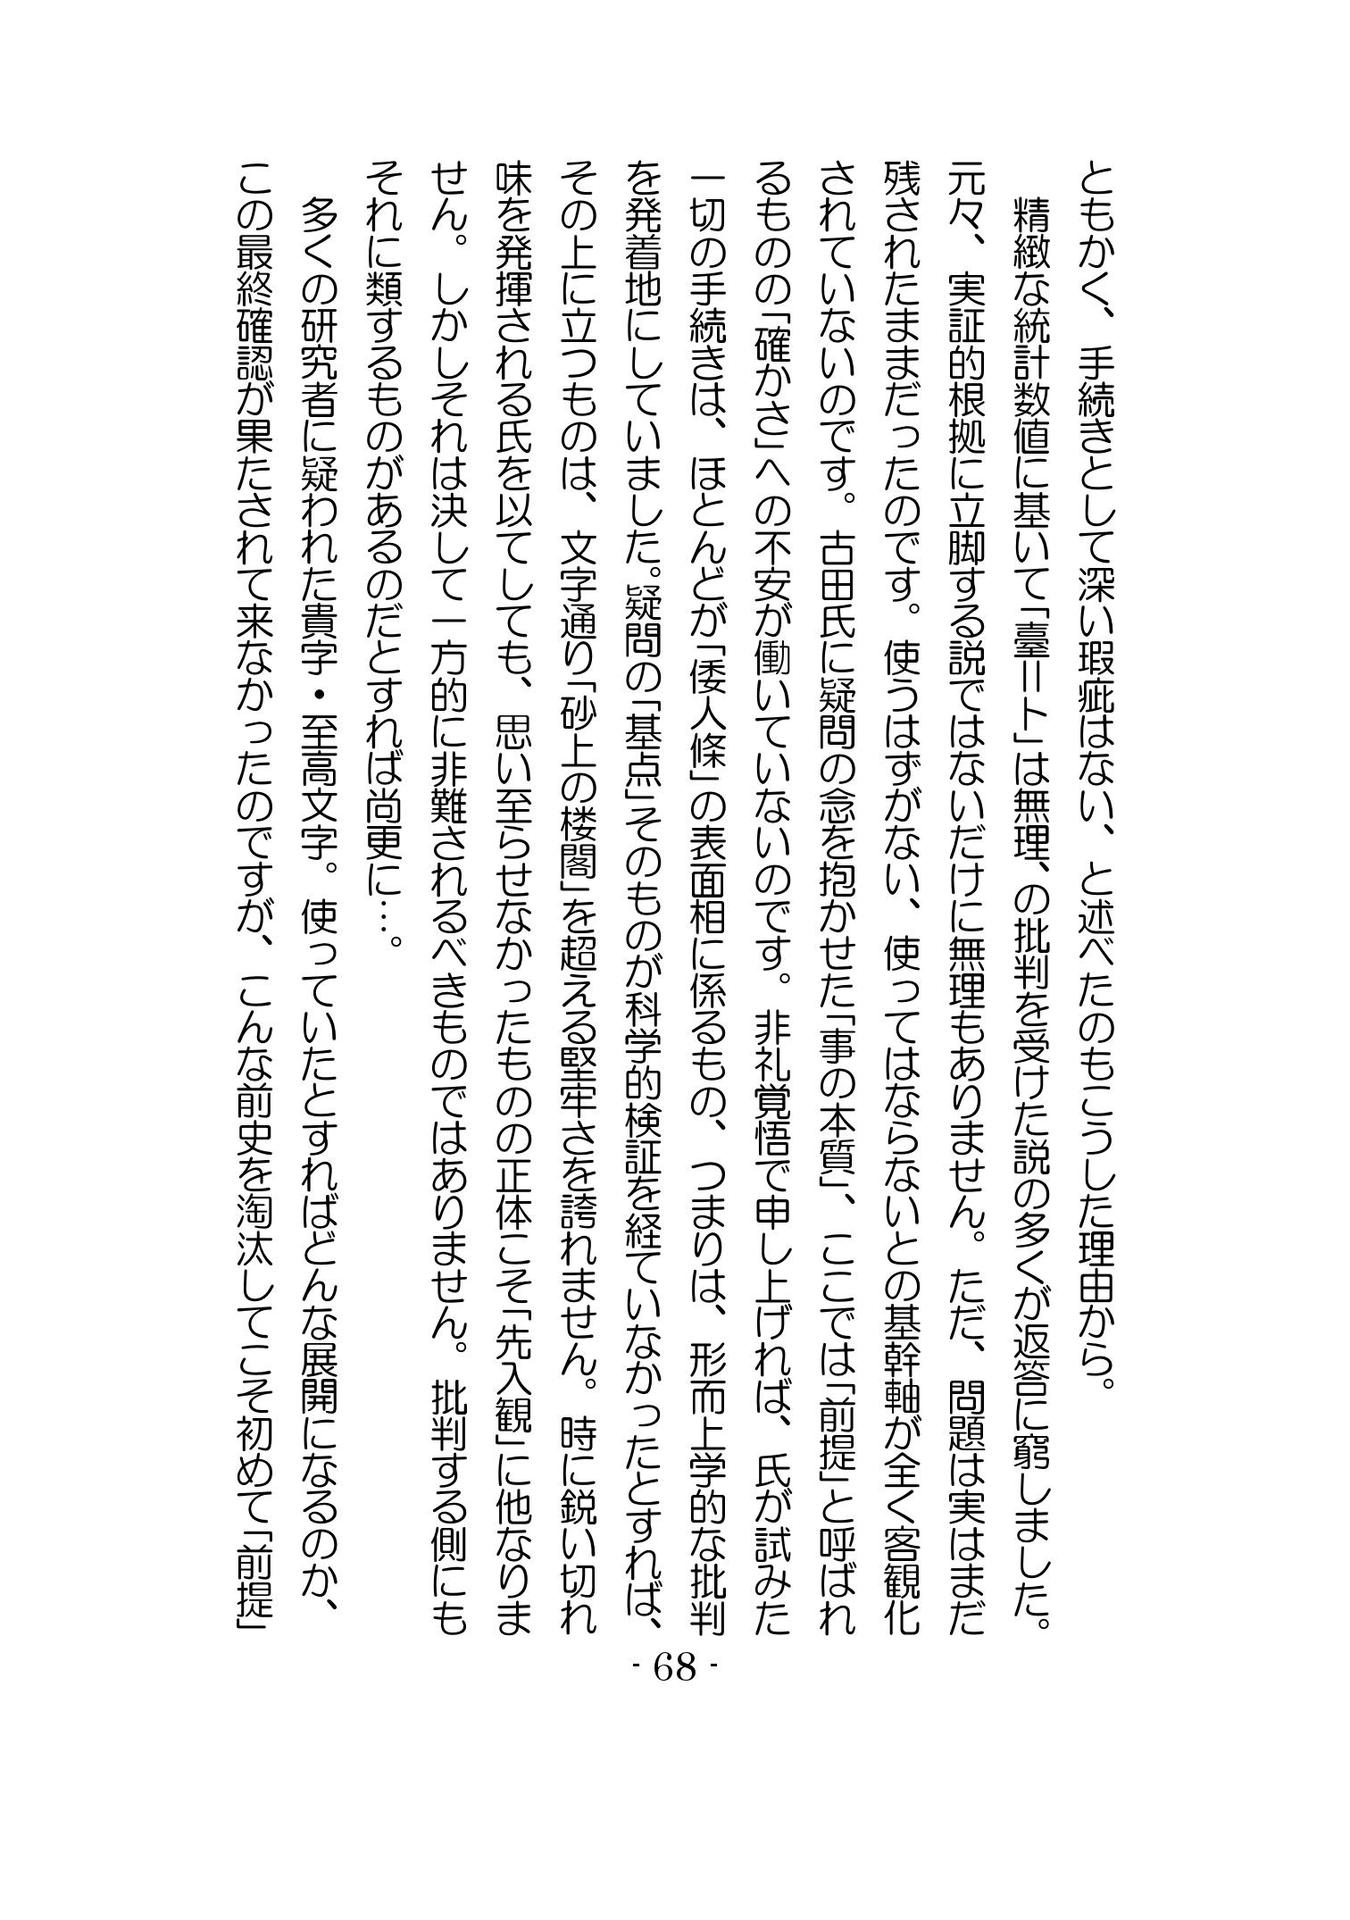 ともかく、手続きとして深い瑕疵はない、と述べたのもこうした理由から。
精緻な統計数値に基いて「臺＝ト」は無理、の批判を受けた説の多くが返答に窮しました。
元々、実証的根拠に立脚する説ではないだけに無理もありません。ただ、問題は実はまだ
残されたままだったのです。使うはずがない、使ってはならないとの基幹軸が全く客観化
されていないのです。古田氏に疑問の念を抱かせた「事の本質」、ここでは「前提」と呼ばれ
るものの「確かさ」への不安が働いていないのです。非礼覚悟で申し上げれば、氏が試みた
一切の手続きは、ほとんどが「倭人條」の表面相に係るもの、つまりは、形而上学的な批判
を発着地にしていました。疑問の「基点」そのものが科学的検証を経ていなかったとすれば、
その上に立つものは、文字通り「砂上の楼閣」を超える堅牢さを誇れません。時に鋭い切れ
味を発揮される氏を以てしても、思い至らせなかったものの正体こそ「先入観」に他なりま
せん。しかしそれは決して一方的に非難されるべきものではありません。批判する側にも
それに類するものがあるのだとすれば尚更に…。
多くの研究者に疑われた貴字・至高文字。使っていたとすればどんな展開になるのか、
この最終確認が果たされて来なかったのですが、こんな前史を淘汰してこそ初めて「前提」
- 68 -